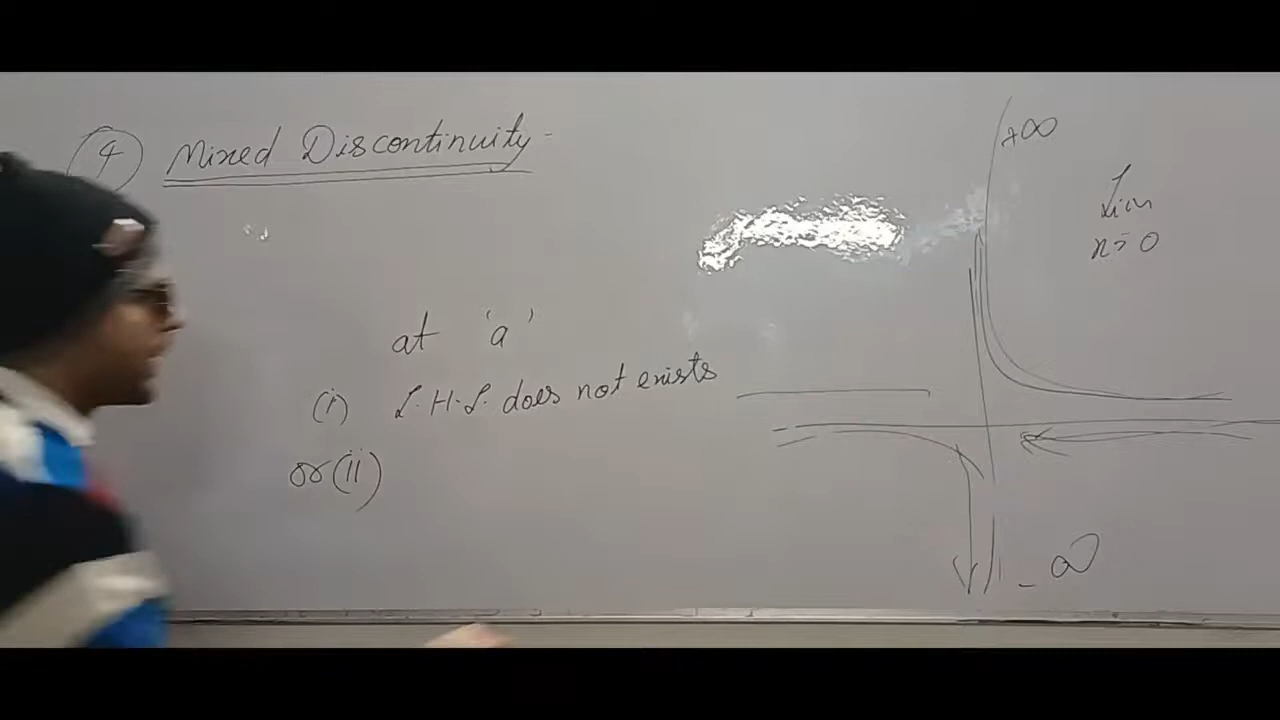 ④ Mixed Discontinuity -
at 'a'
(i) L.H.L. does not exists
or (ii)
+∞
Lim
x→0
-∞